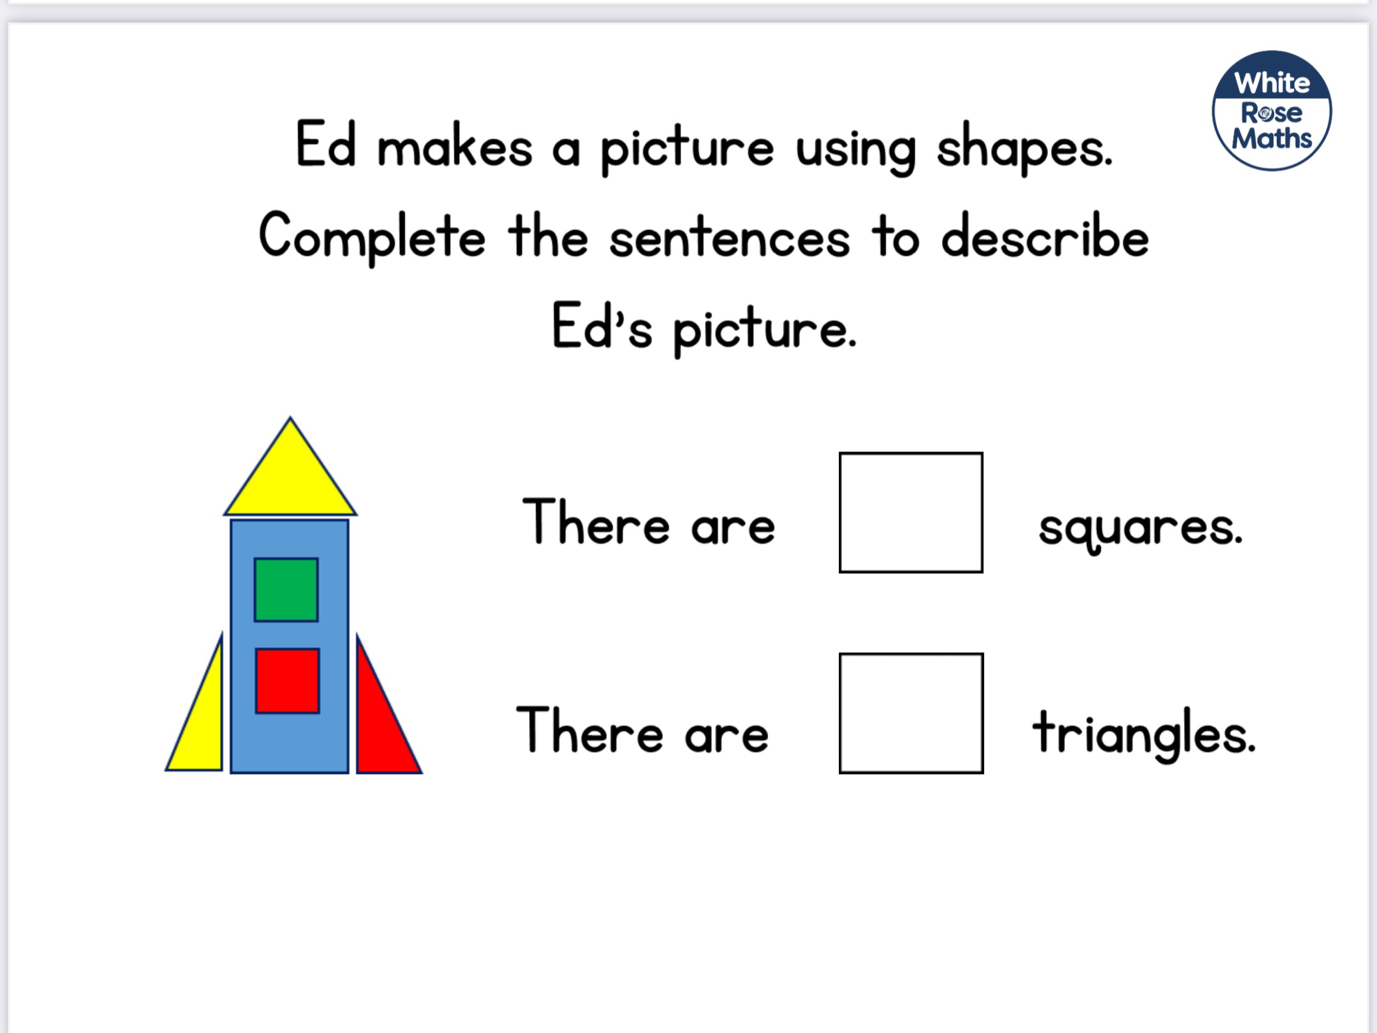 White
Rose
Maths
Ed makes a picture using shapes.
Complete the sentences to describe
Ed's picture.
There are squares.
There are triangles.